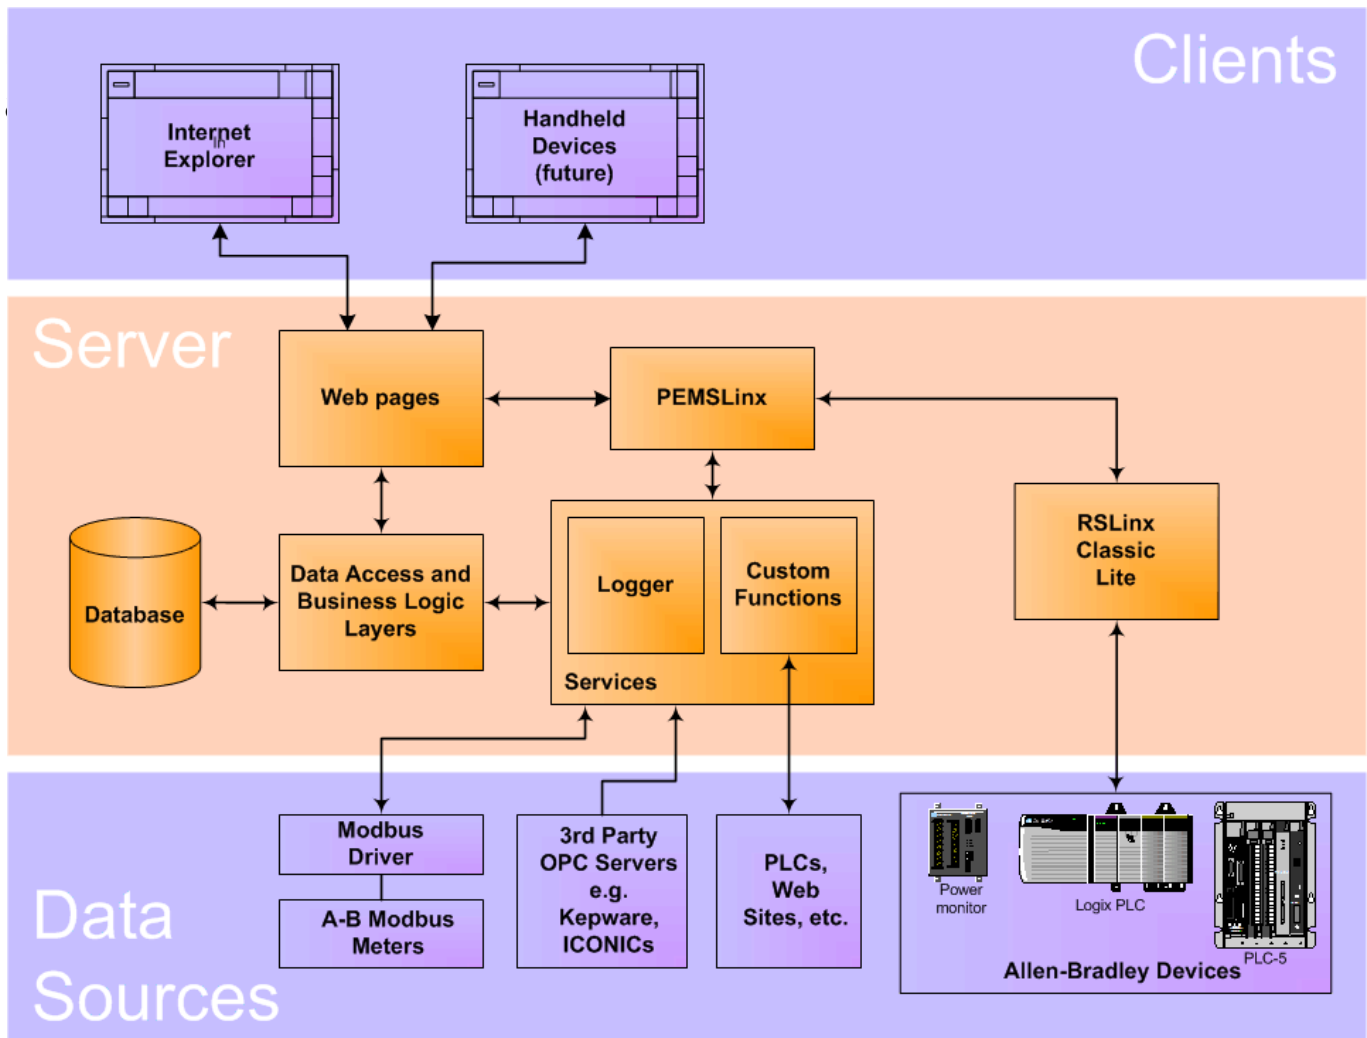 Clients
Internet
in
Explorer
Handheld
Devices
(future)
Server
Web pages
PEMSLinx
RSLinx
Classic
Lite
Database
Data Access and
Business Logic
Layers
Logger
Custom
Functions
Services
Data
Sources
Modbus
Driver
A-B Modbus
Meters
3rd Party
OPC Servers
e.g.
Kepware,
ICONICs
PLCs,
Web
Sites, etc.
Power
monitor
Logix PLC
PLC-5
Allen-Bradley Devices